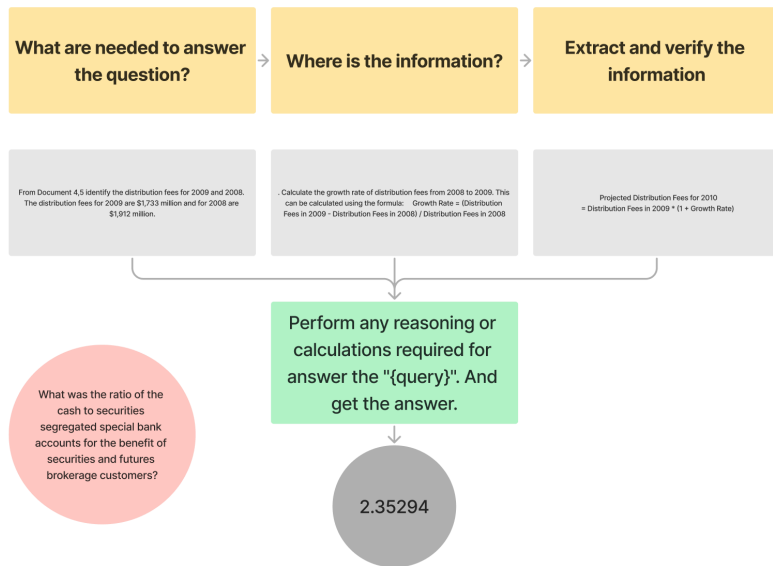 What are needed to answer
the question?
Where is the information?
Extract and verify the
information
From Document 4,5 identify the distribution fees for 2009 and 2008.
The distribution fees for 2009 are $1,733 million and for 2008 are
$1,912 million.
. Calculate the growth rate of distribution fees from 2008 to 2009. This
can be calculated using the formula: Growth Rate = (Distribution
Fees in 2009 - Distribution Fees in 2008) / Distribution Fees in 2008
Projected Distribution Fees for 2010
= Distribution Fees in 2009 * (1 + Growth Rate)
Perform any reasoning or
calculations required for
answer the "{query}". And
get the answer.
What was the ratio of the
cash to securities
segregated special bank
accounts for the benefit of
securities and futures
brokerage customers?
2.35294